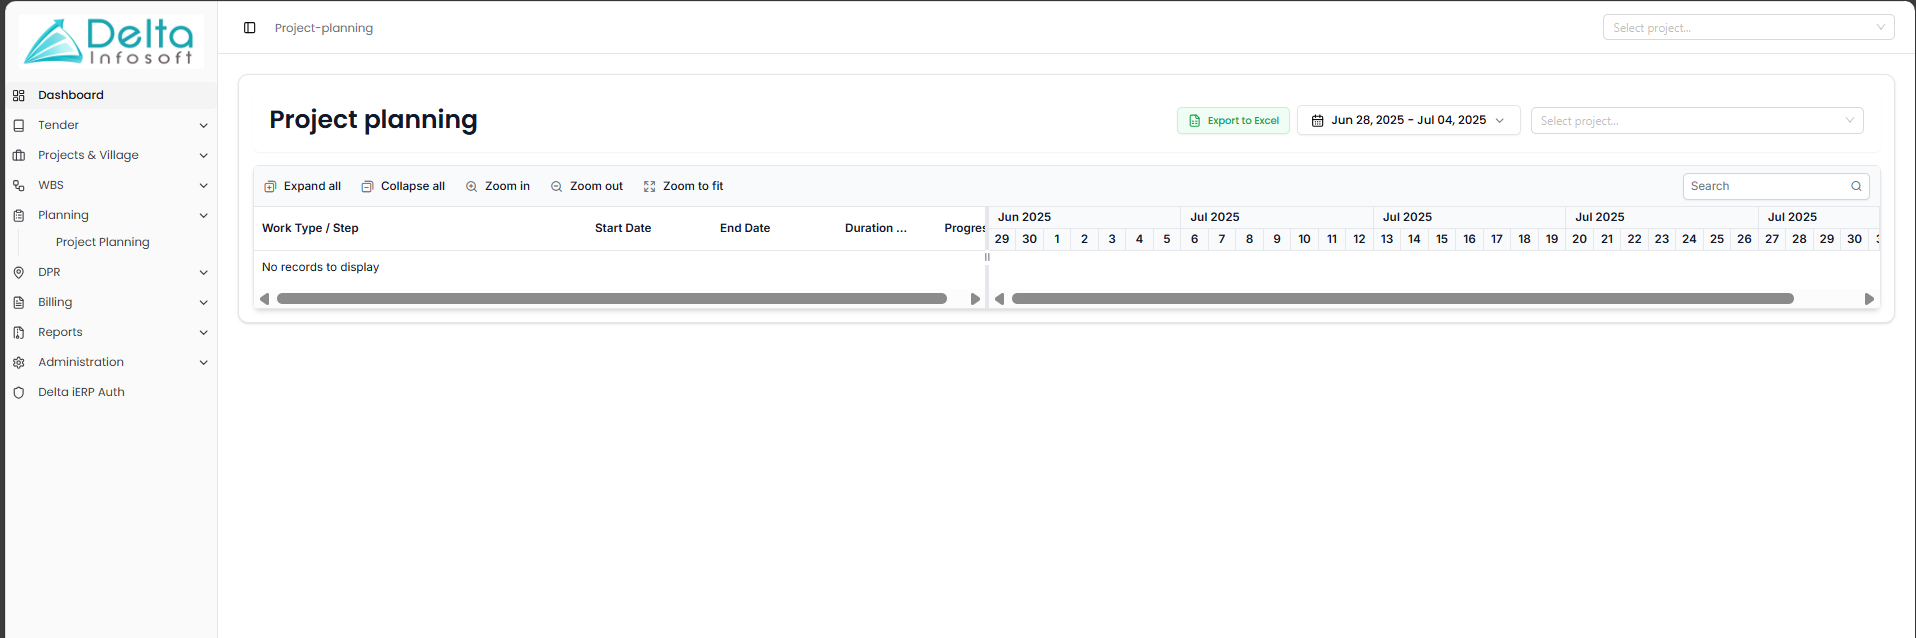 Delta
Infosoft
Project-planning
Select project...
Dashboard
Tender
Projects & Village
WBS
Planning
Project Planning
DPR
Billing
Reports
Administration
Delta iERP Auth
Project planning
Export to Excel
Jun 28, 2025 - Jul 04, 2025
Select project...
Expand all Collapse all Zoom in Zoom out Zoom to fit
Search
Work Type / Step Start Date End Date Duration ... Progres
Jun 2025 Jul 2025 Jul 2025 Jul 2025 Jul 2025
29 30 1 2 3 4 5 6 7 8 9 10 11 12 13 14 15 16 17 18 19 20 21 22 23 24 25 26 27 28 29 30
No records to display